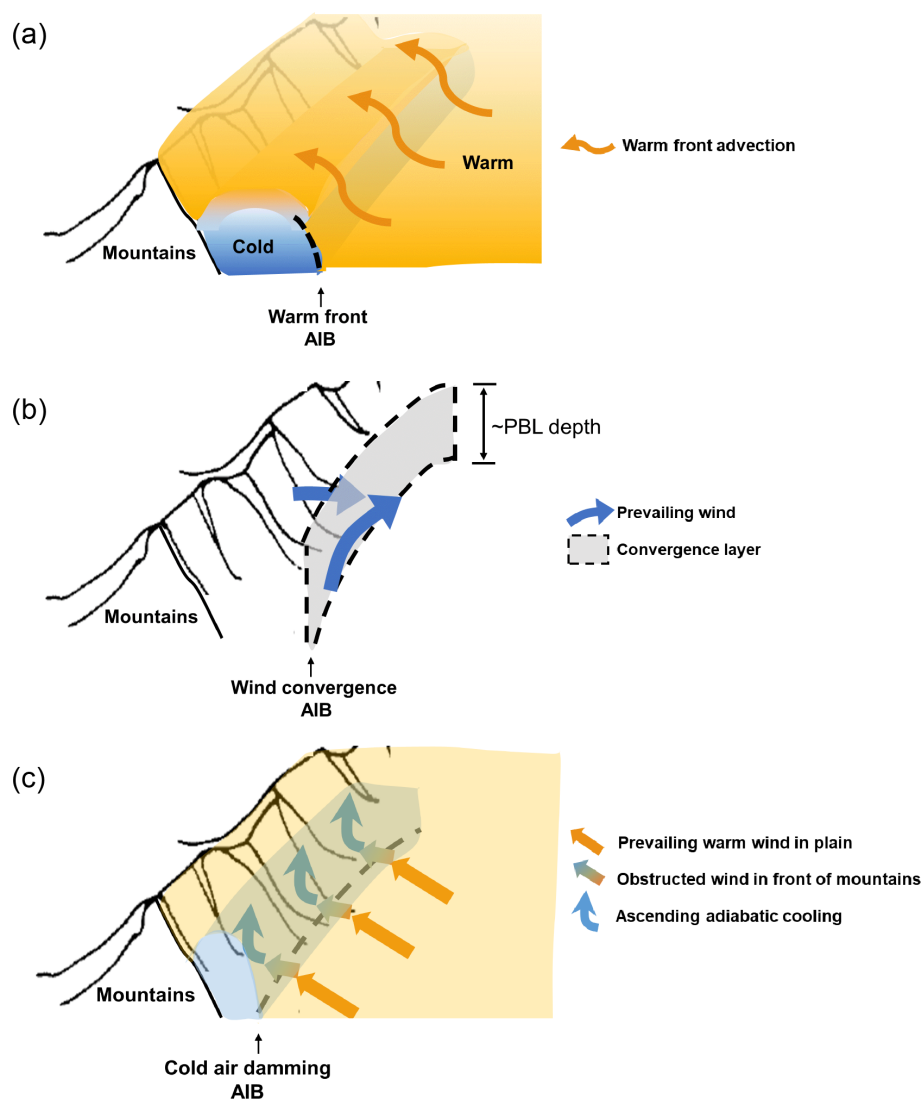 (a)
Warm front advection
Warm
Cold
Mountains
Warm front
AIB
(b)
~PBL depth
Prevailing wind
Convergence layer
Mountains
Wind convergence
AIB
(c)
Prevailing warm wind in plain
Obstructed wind in front of mountains
Ascending adiabatic cooling
Mountains
Cold air damming
AIB